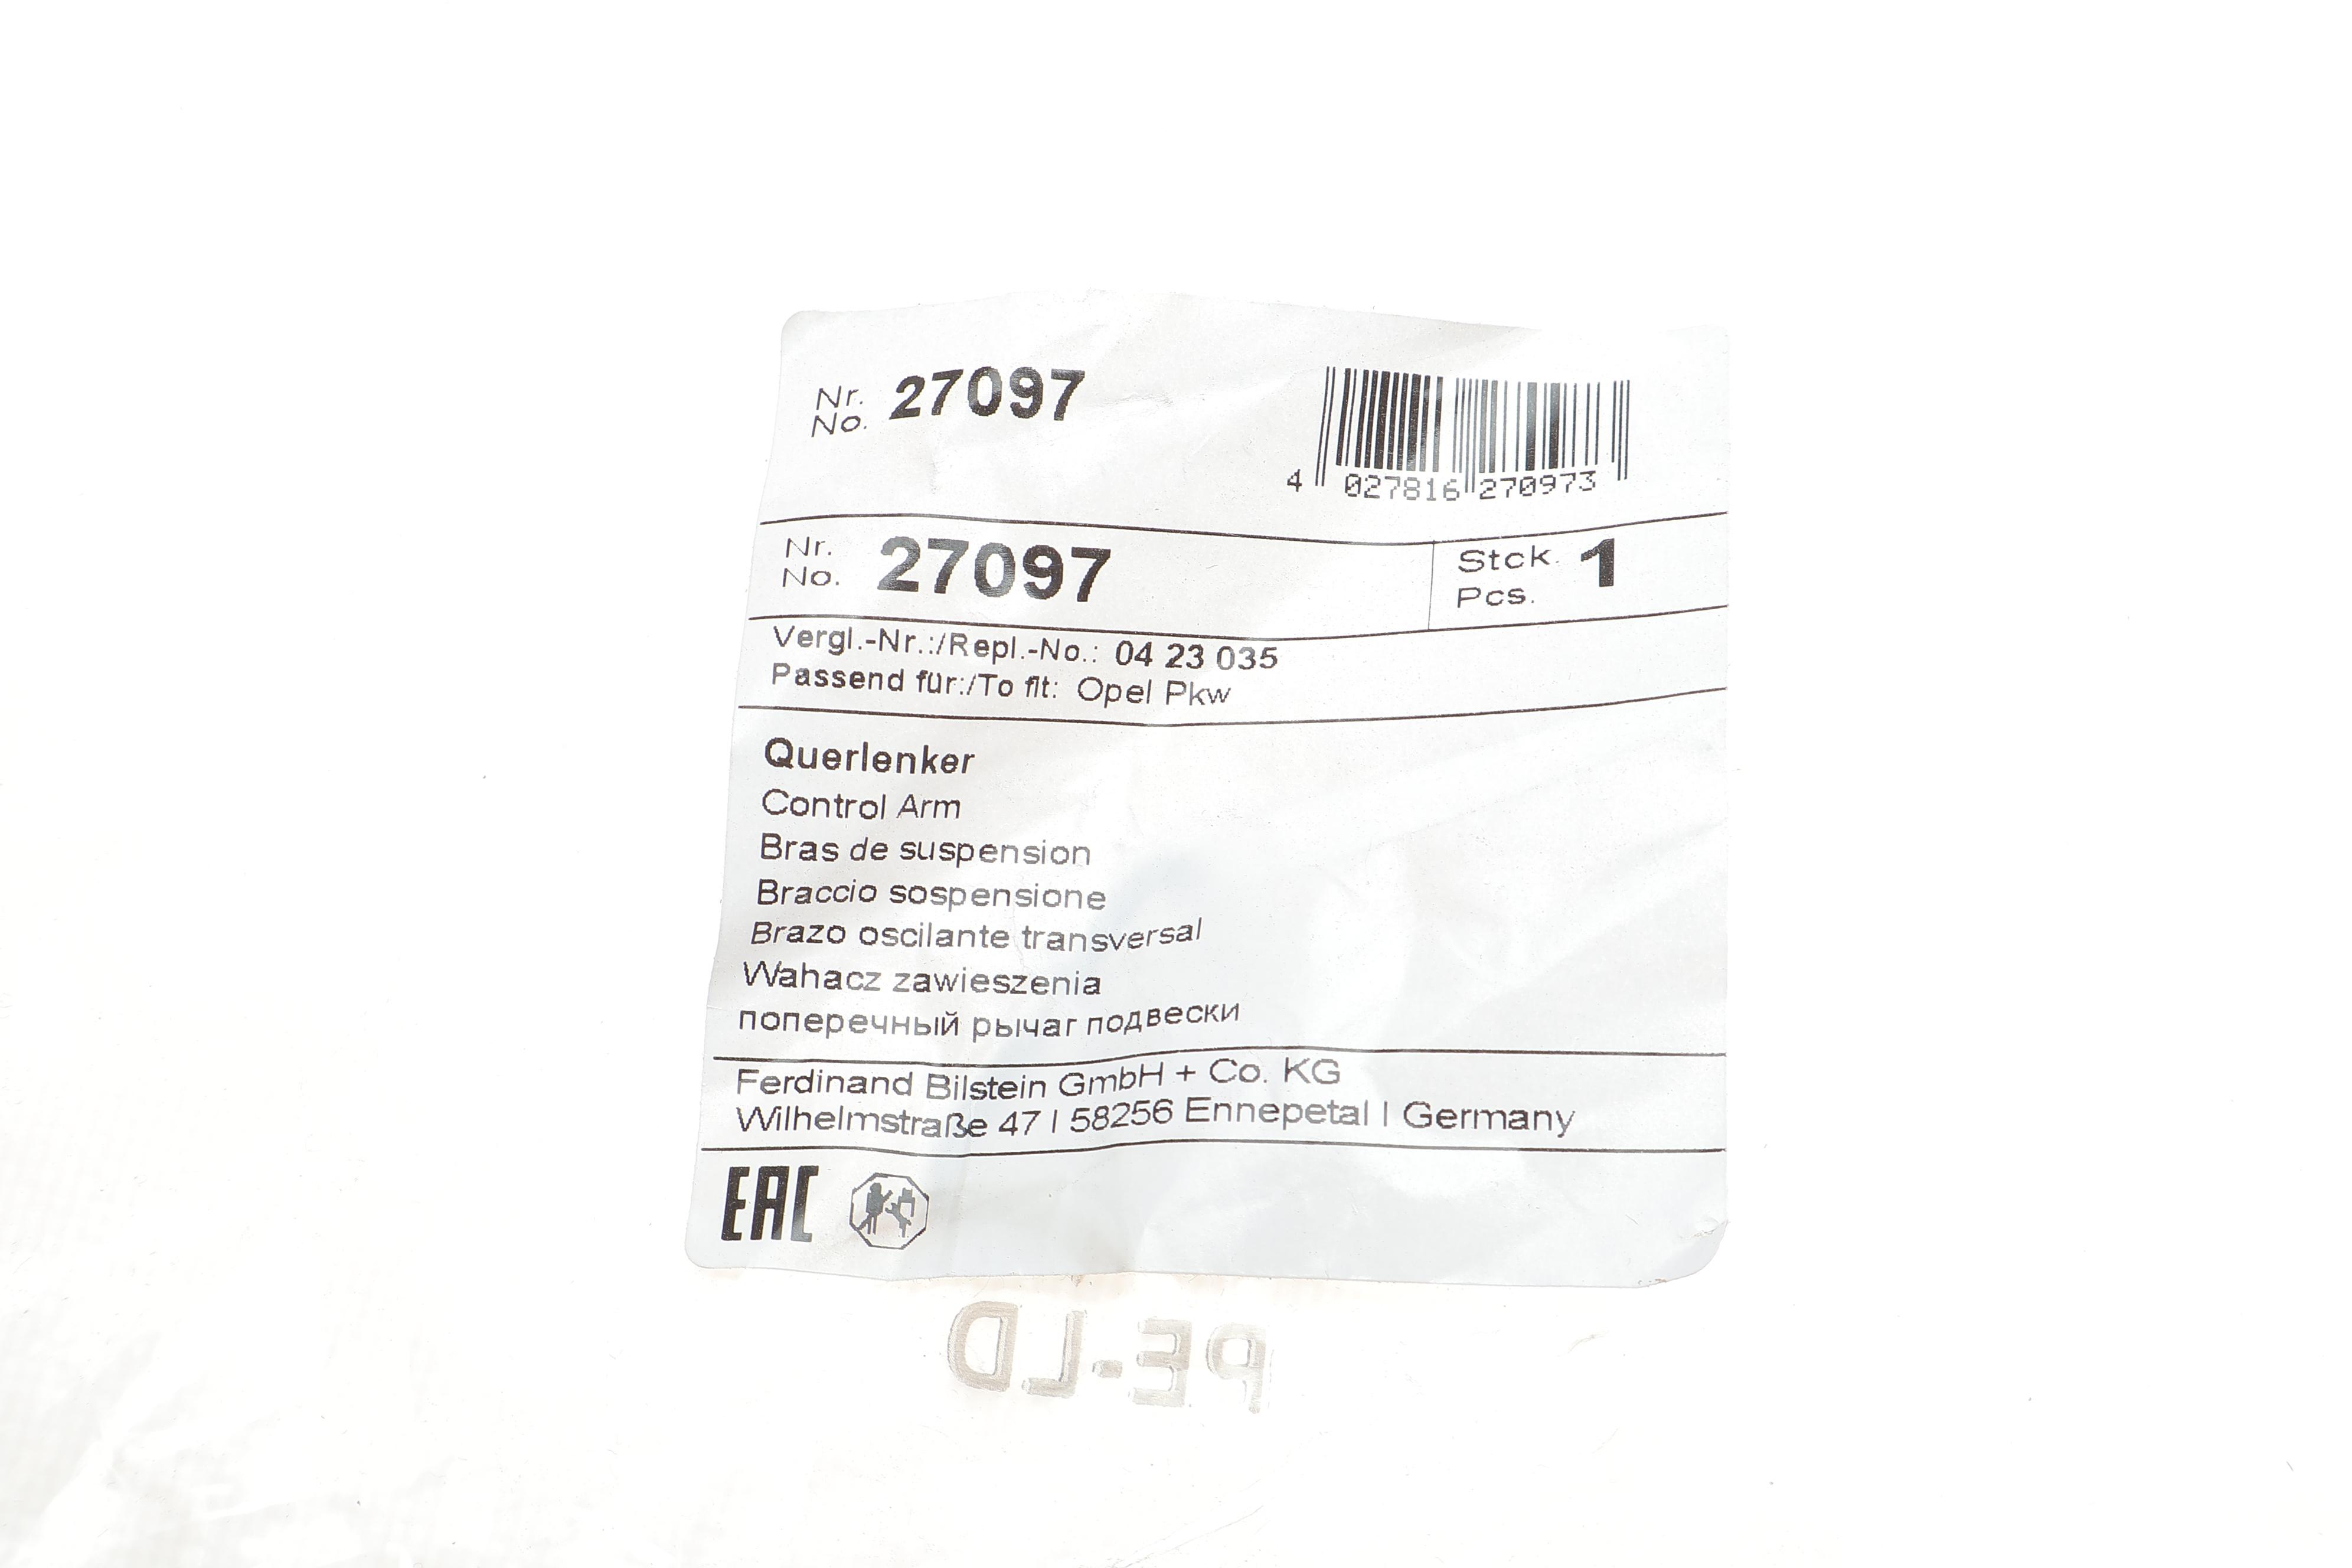 Nr. 27097
No.
4 027816 270973
Nr. 27097
No.
Stck. 1
Pcs.
Vergl.-Nr.:/Repl.-No.: 04 23 035
Passend für:/To fit: Opel Pkw
Querlenker
Control Arm
Bras de suspension
Braccio sospensione
Brazo oscilante transversal
Wahacz zawieszenia
поперечный рычаг подвески
Ferdinand Bilstein GmbH + Co. KG
Wilhelmstraße 47 | 58256 Ennepetal | Germany
EAC
PE-LD